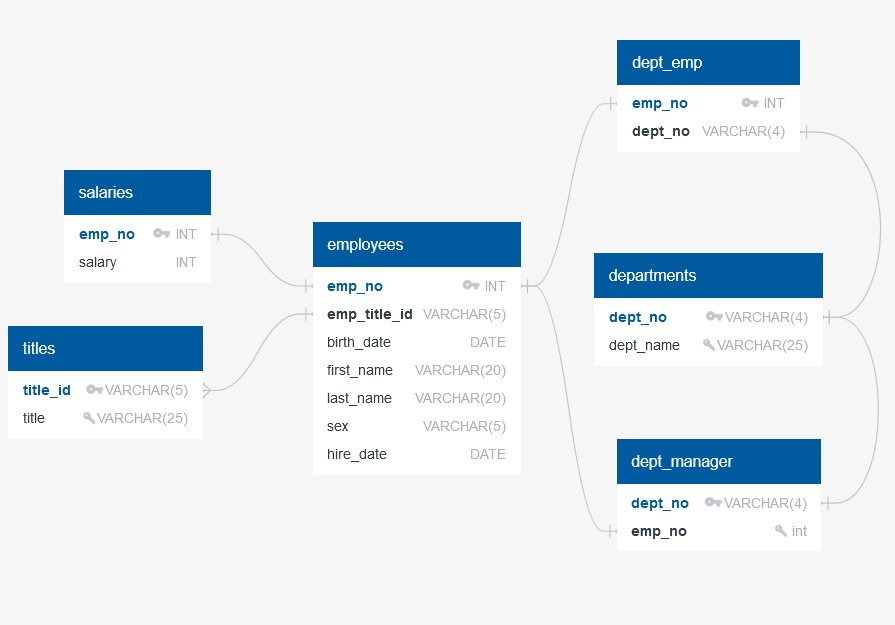 dept_emp
emp_no INT
dept_no VARCHAR(4)
salaries
emp_no INT
salary INT
employees
emp_no INT
emp_title_id VARCHAR(5)
birth_date DATE
first_name VARCHAR(20)
last_name VARCHAR(20)
sex VARCHAR(5)
hire_date DATE
departments
dept_no VARCHAR(4)
dept_name VARCHAR(25)
titles
title_id VARCHAR(5)
title VARCHAR(25)
dept_manager
dept_no VARCHAR(4)
emp_no int